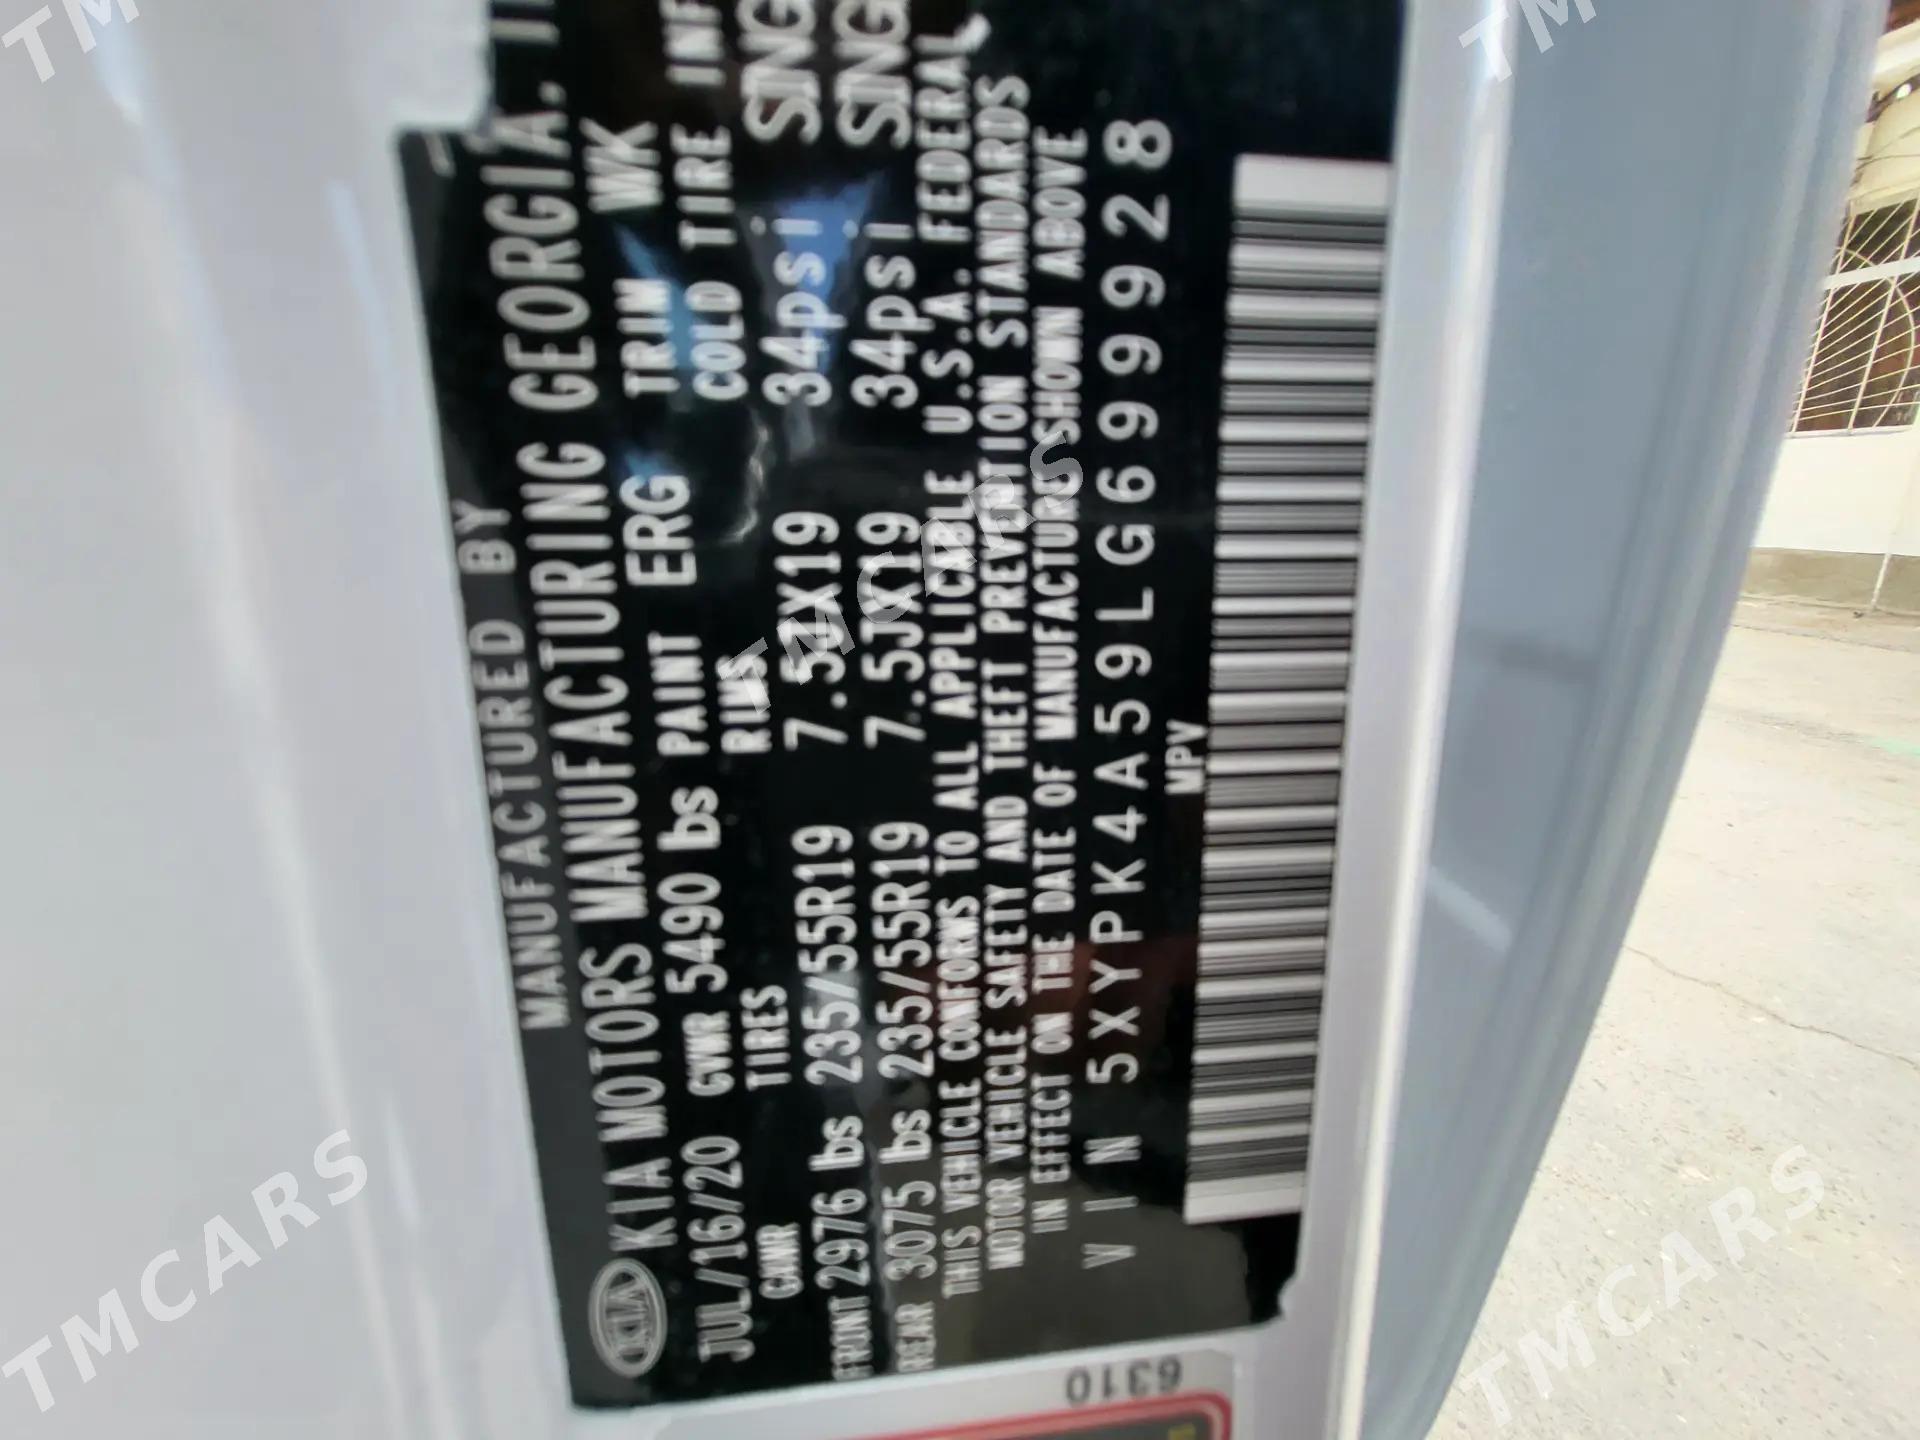 MANUFACTURED BY
KIA MOTORS MANUFACTURING GEORGIA.
KIA
JUL/16/20 GVWR 5490 lbs PAINT ERG TRIM WK
GAWR TIRES RIMS COLD TIRE INF
FRONT 2976 lbs 235/55R19 7.5JX19 34psi SING
REAR 3075 lbs 235/55R19 7.5JX19 34psi SING
THIS VEHICLE CONFORMS TO ALL APPLICABLE U.S.A. FEDERAL
MOTOR VEHICLE SAFETY AND THEFT PREVENTION STANDARDS
IN EFFECT ON THE DATE OF MANUFACTURE SHOWN ABOVE
VIN 5XYPK4A59LG699928
MPV
6310
TMCARS
TMCARS
TMCARS